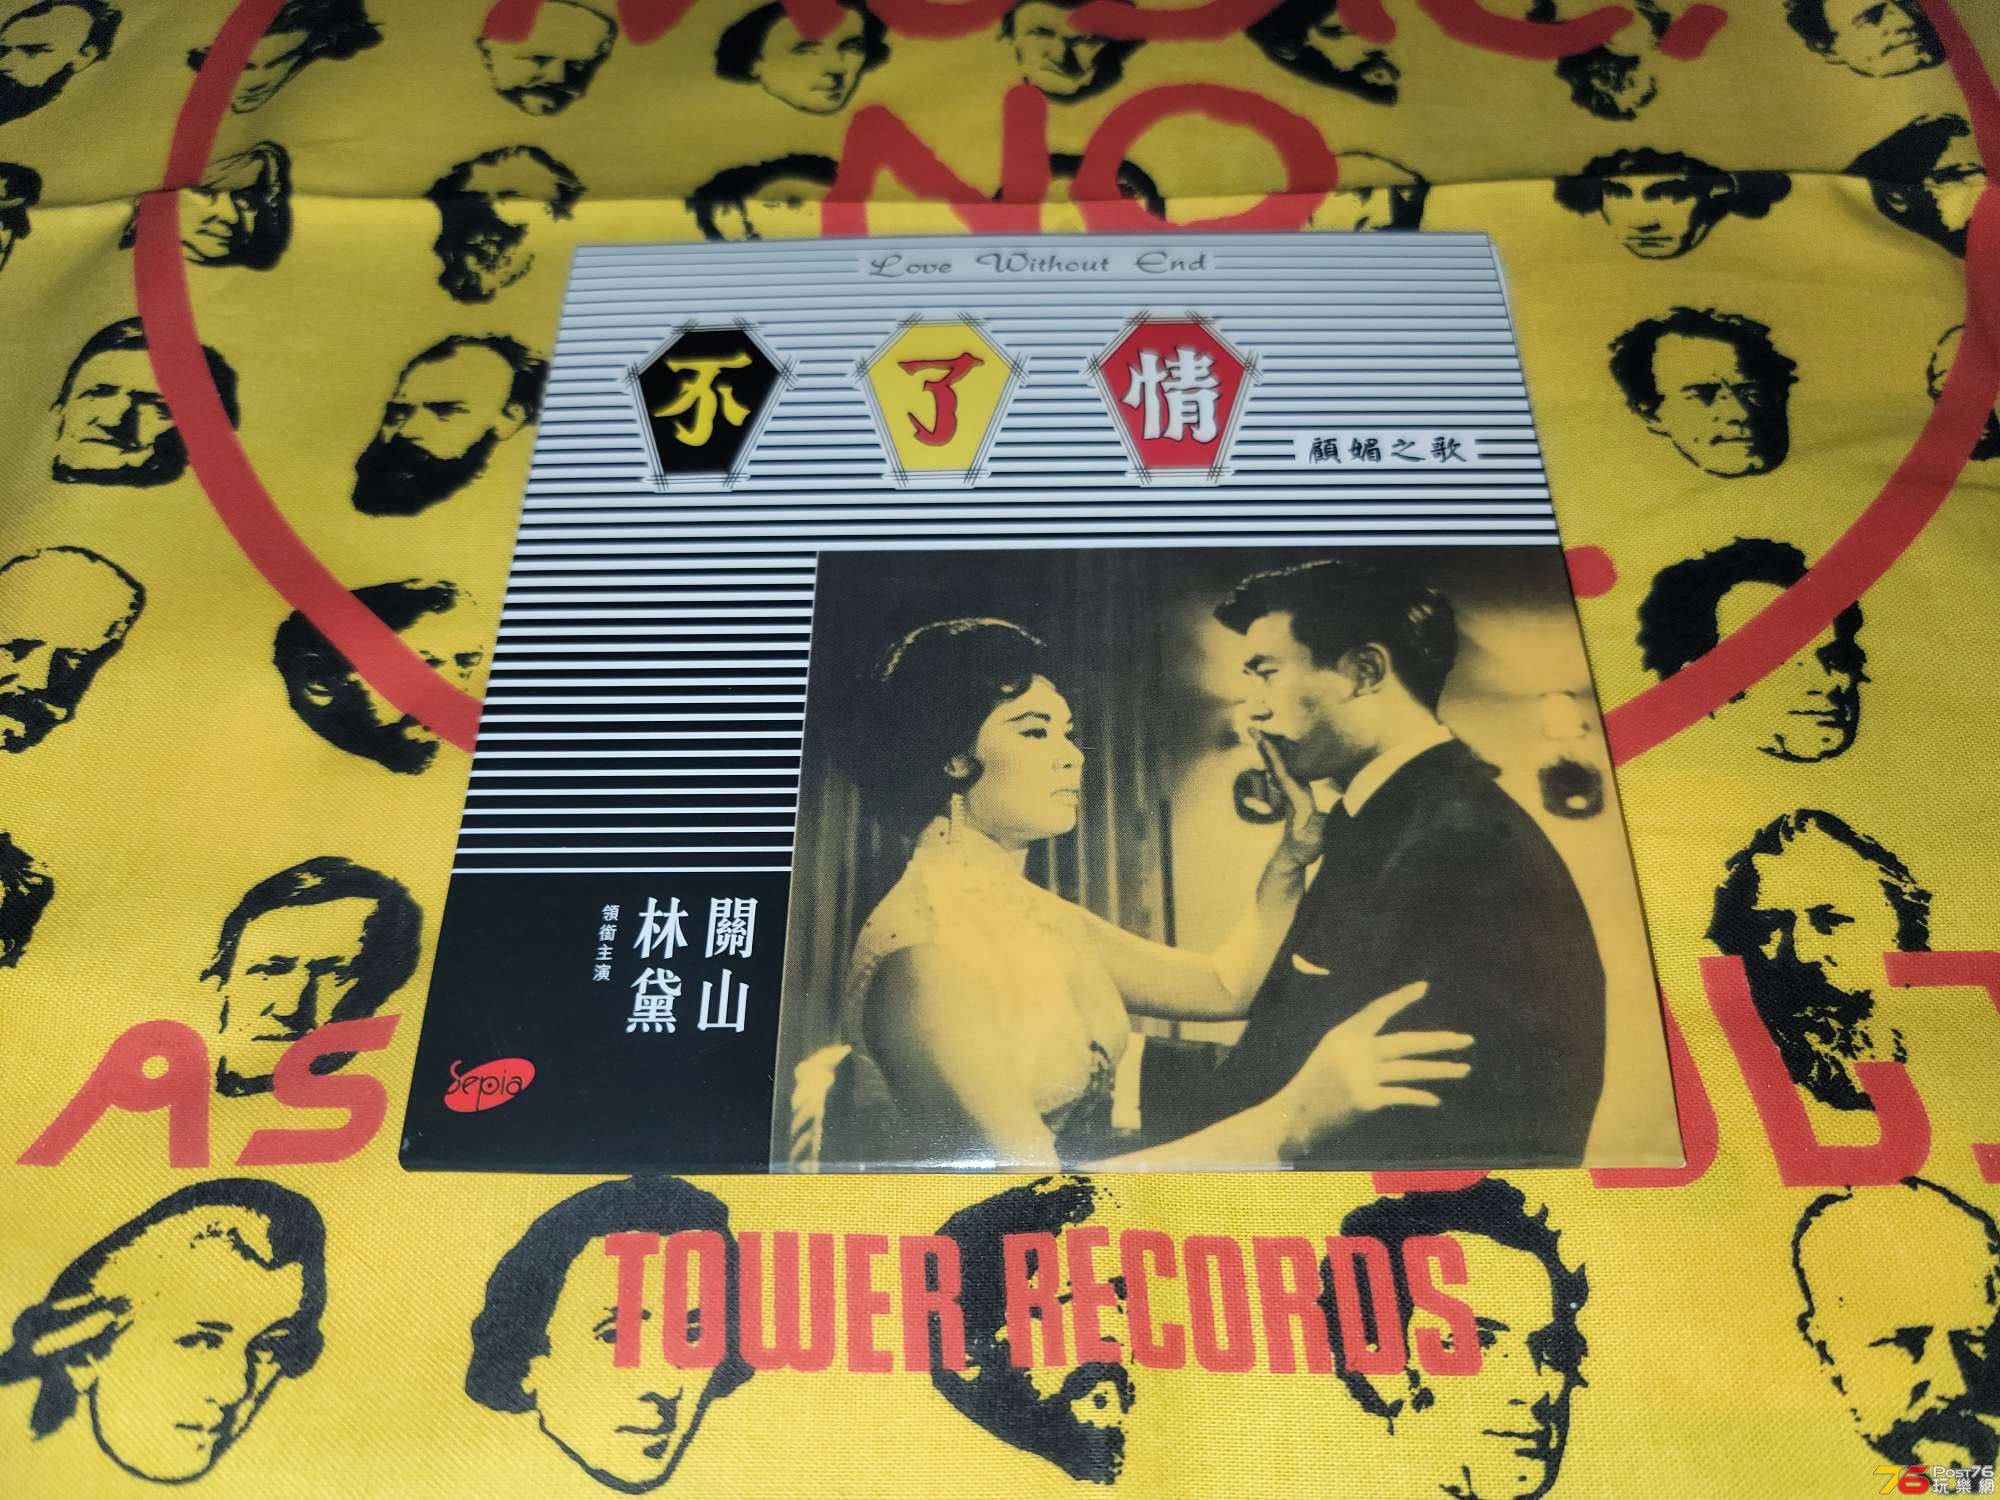 MUSIC,
NO
Love Without End
不了情
顧媚之歌
關山
林黛
領銜主演
Sepia
AS
TOWER RECORDS
76 POST76
玩樂網